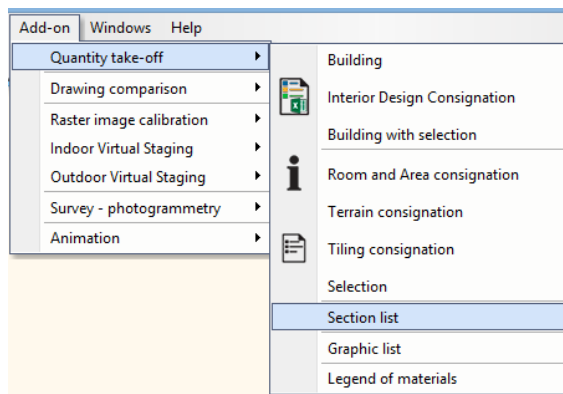 Add-on Windows Help
Quantity take-off
Drawing comparison
Raster image calibration
Indoor Virtual Staging
Outdoor Virtual Staging
Survey - photogrammetry
Animation
Building
Interior Design Consignation
Building with selection
Room and Area consignation
Terrain consignation
Tiling consignation
Selection
Section list
Graphic list
Legend of materials